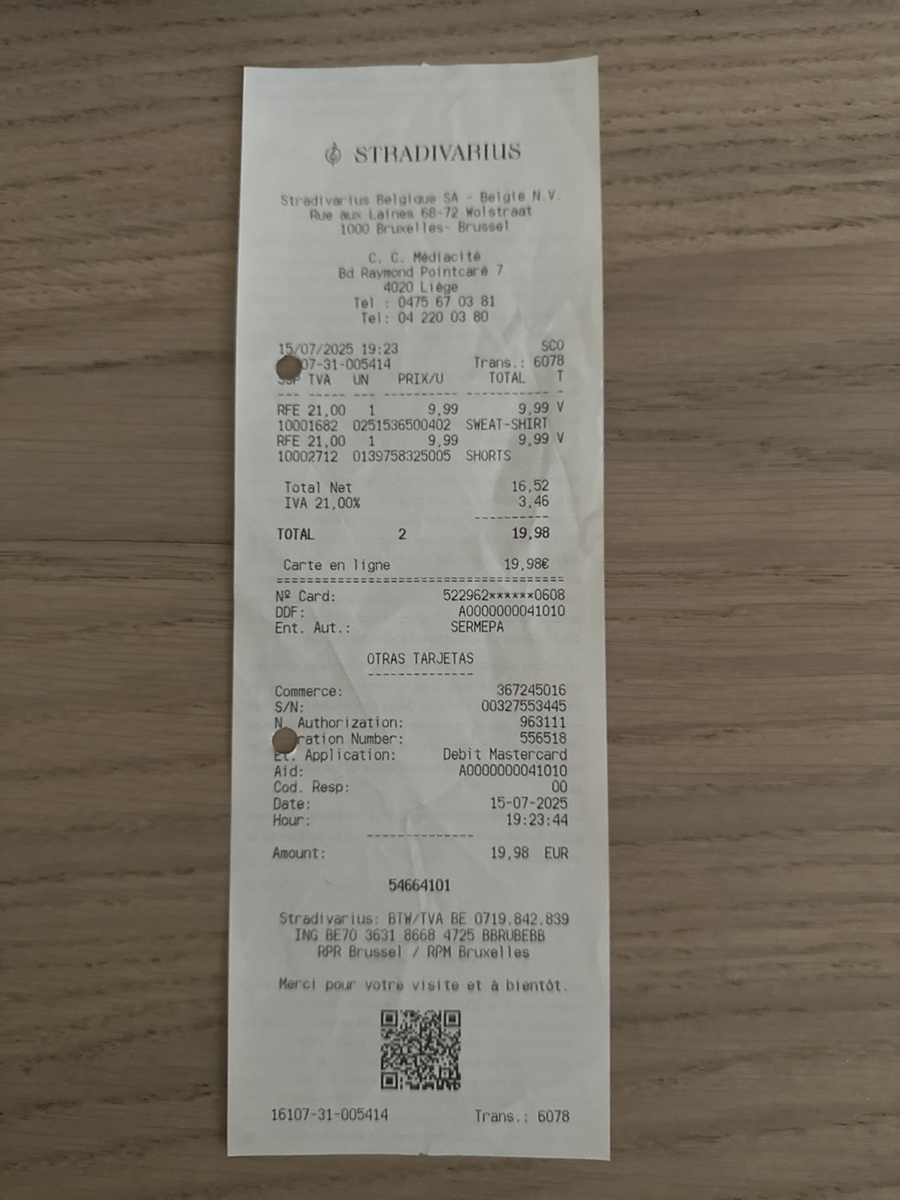 STRADIVARIUS
Stradivarius Belgique SA - Belgie N.V.
Rue aux Laines 68-72 Wolstraat
1000 Bruxelles- Brussel
C. C. Médiacité
Bd Raymond Pointcaré 7
4020 Liège
Tel : 0475 67 03 81
Tel: 04 220 03 80
15/07/2025 19:23 SCO
07-31-005414 Trans.: 6078
TVA UN PRIX/U TOTAL T
--- ----- --- ------- -------- -
RFE 21,00 1 9,99 9,99 V
10001682 0251536500402 SWEAT-SHIRT
RFE 21,00 1 9,99 9,99 V
10002712 0139758325005 SHORTS
Total Net 16,52
IVA 21,00% 3,46
----------
TOTAL 2 19,98
Carte en ligne 19,98€
======================================
Nº Card: 522962******0608
DDF: A0000000041010
Ent. Aut.: SERMEPA
OTRAS TARJETAS
--------------
Commerce: 367245016
S/N: 00327553445
N. Authorization: 963111
ration Number: 556518
Et. Application: Debit Mastercard
Aid: A0000000041010
Cod. Resp: 00
Date: 15-07-2025
Hour: 19:23:44
--------------
Amount: 19,98 EUR
54664101
Stradivarius: BTW/TVA BE 0719.842.839
ING BE70 3631 8668 4725 BBRUBEBB
RPR Brussel / RPM Bruxelles
Merci pour votre visite et à bientôt.
16107-31-005414 Trans.: 6078